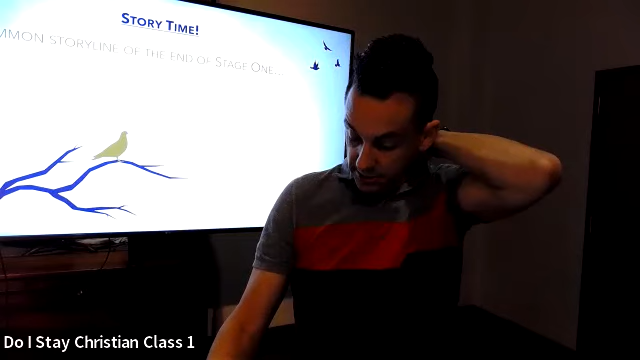 STORY TIME!
MMON STORYLINE OF THE END OF STAGE ONE..
Do I Stay Christian Class 1